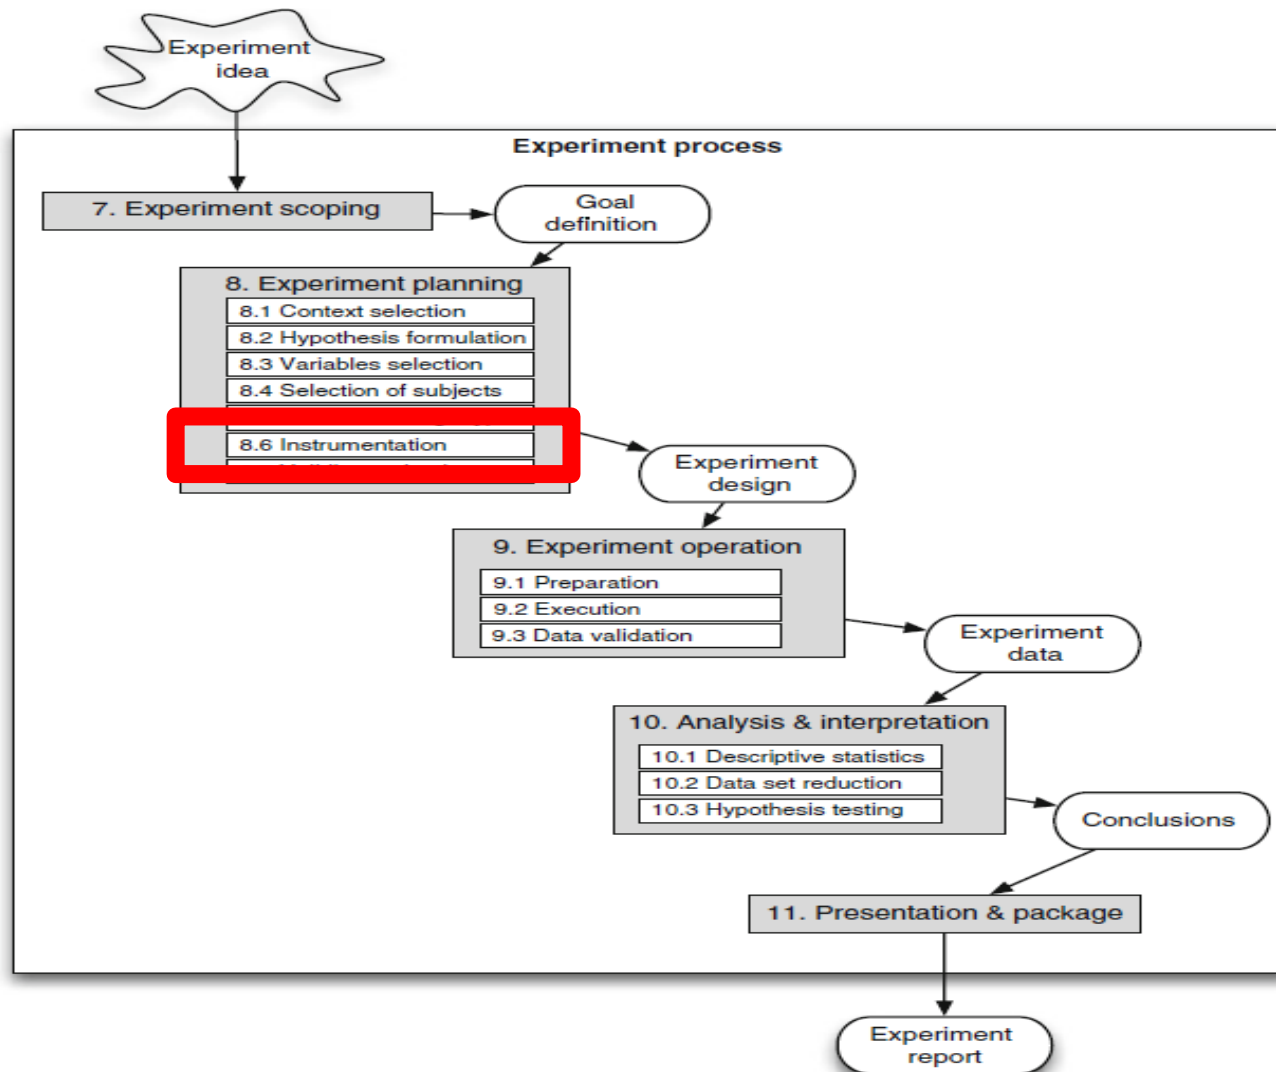 Experiment
idea
Experiment process
7. Experiment scoping
Goal
definition
8. Experiment planning
8.1 Context selection
8.2 Hypothesis formulation
8.3 Variables selection
8.4 Selection of subjects
8.6 Instrumentation
Experiment
design
9. Experiment operation
9.1 Preparation
9.2 Execution
9.3 Data validation
Experiment
data
10. Analysis & interpretation
10.1 Descriptive statistics
10.2 Data set reduction
10.3 Hypothesis testing
Conclusions
11. Presentation & package
Experiment
report